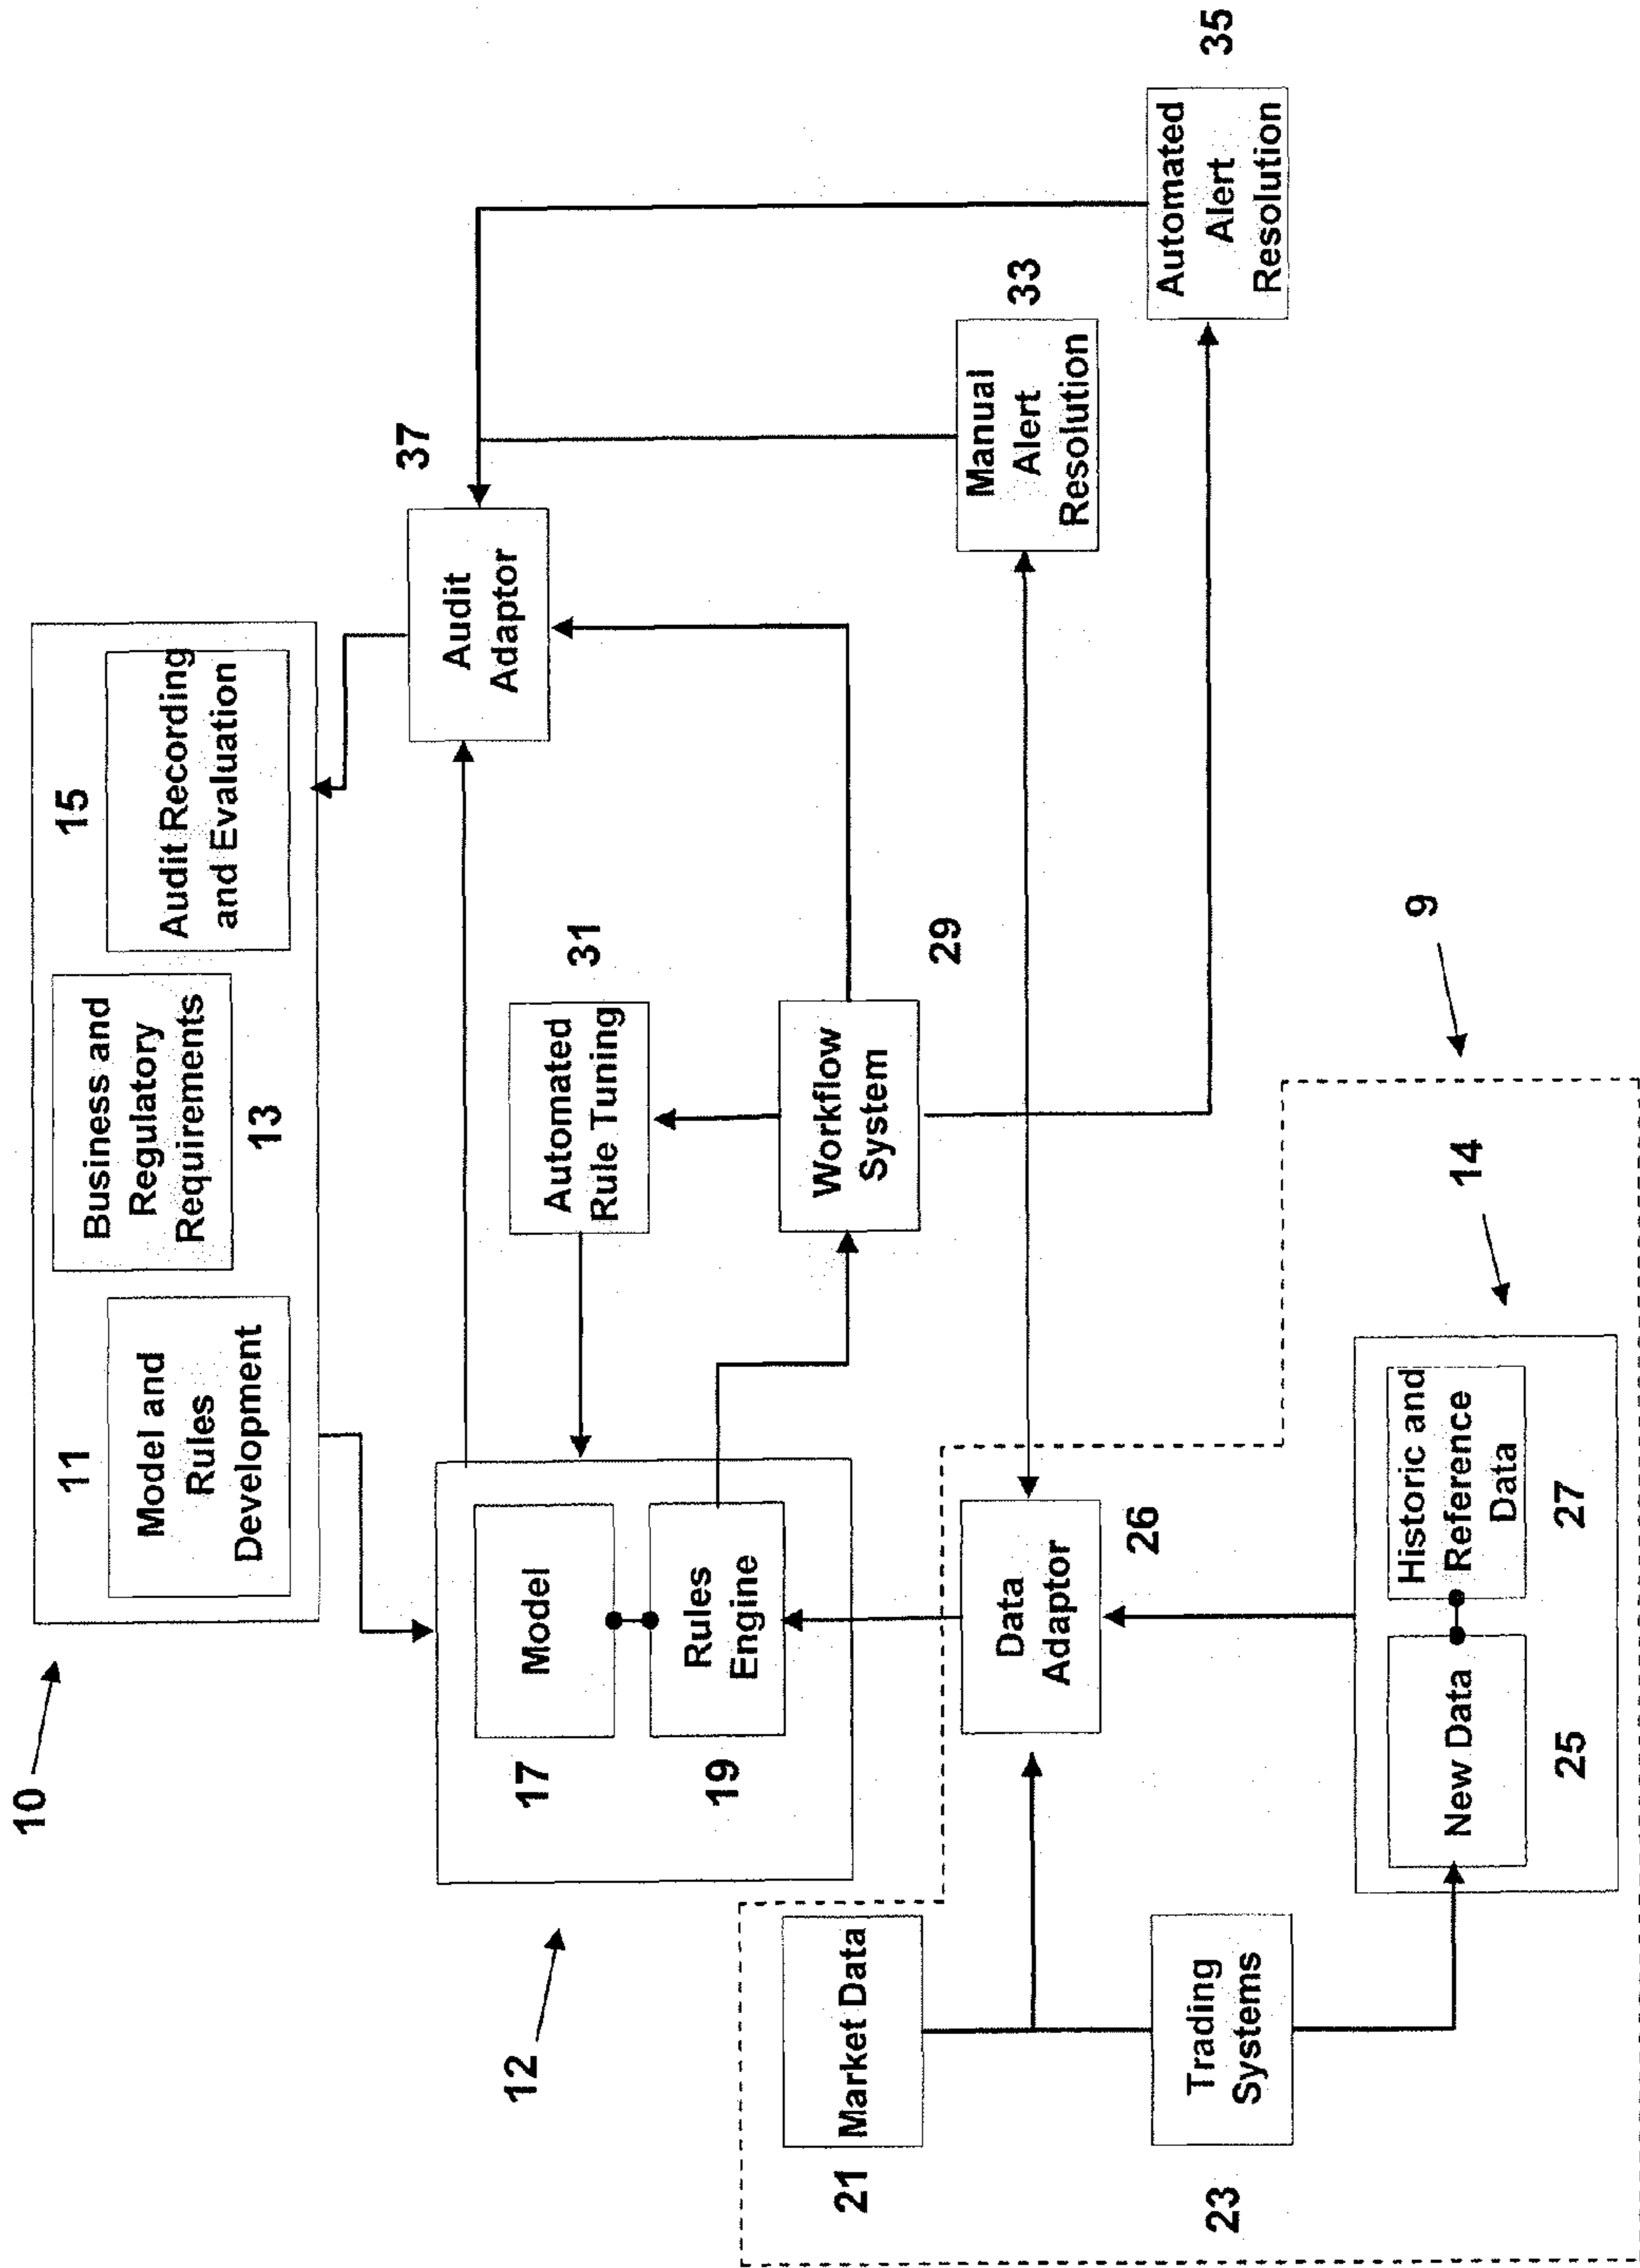 10
11
Model and
Rules
Development
Business and
Regulatory
Requirements
13
15
Audit Recording
and Evaluation
12
17
Model
19
Rules
Engine
Automated
Rule Tuning
31
Audit
Adaptor
37
Workflow
System
29
21
Market Data
Data
Adaptor
26
Manual
Alert
Resolution
33
23
Trading
Systems
Automated
Alert
Resolution
35
New Data
25
Historic and
Reference
Data
27
14
9